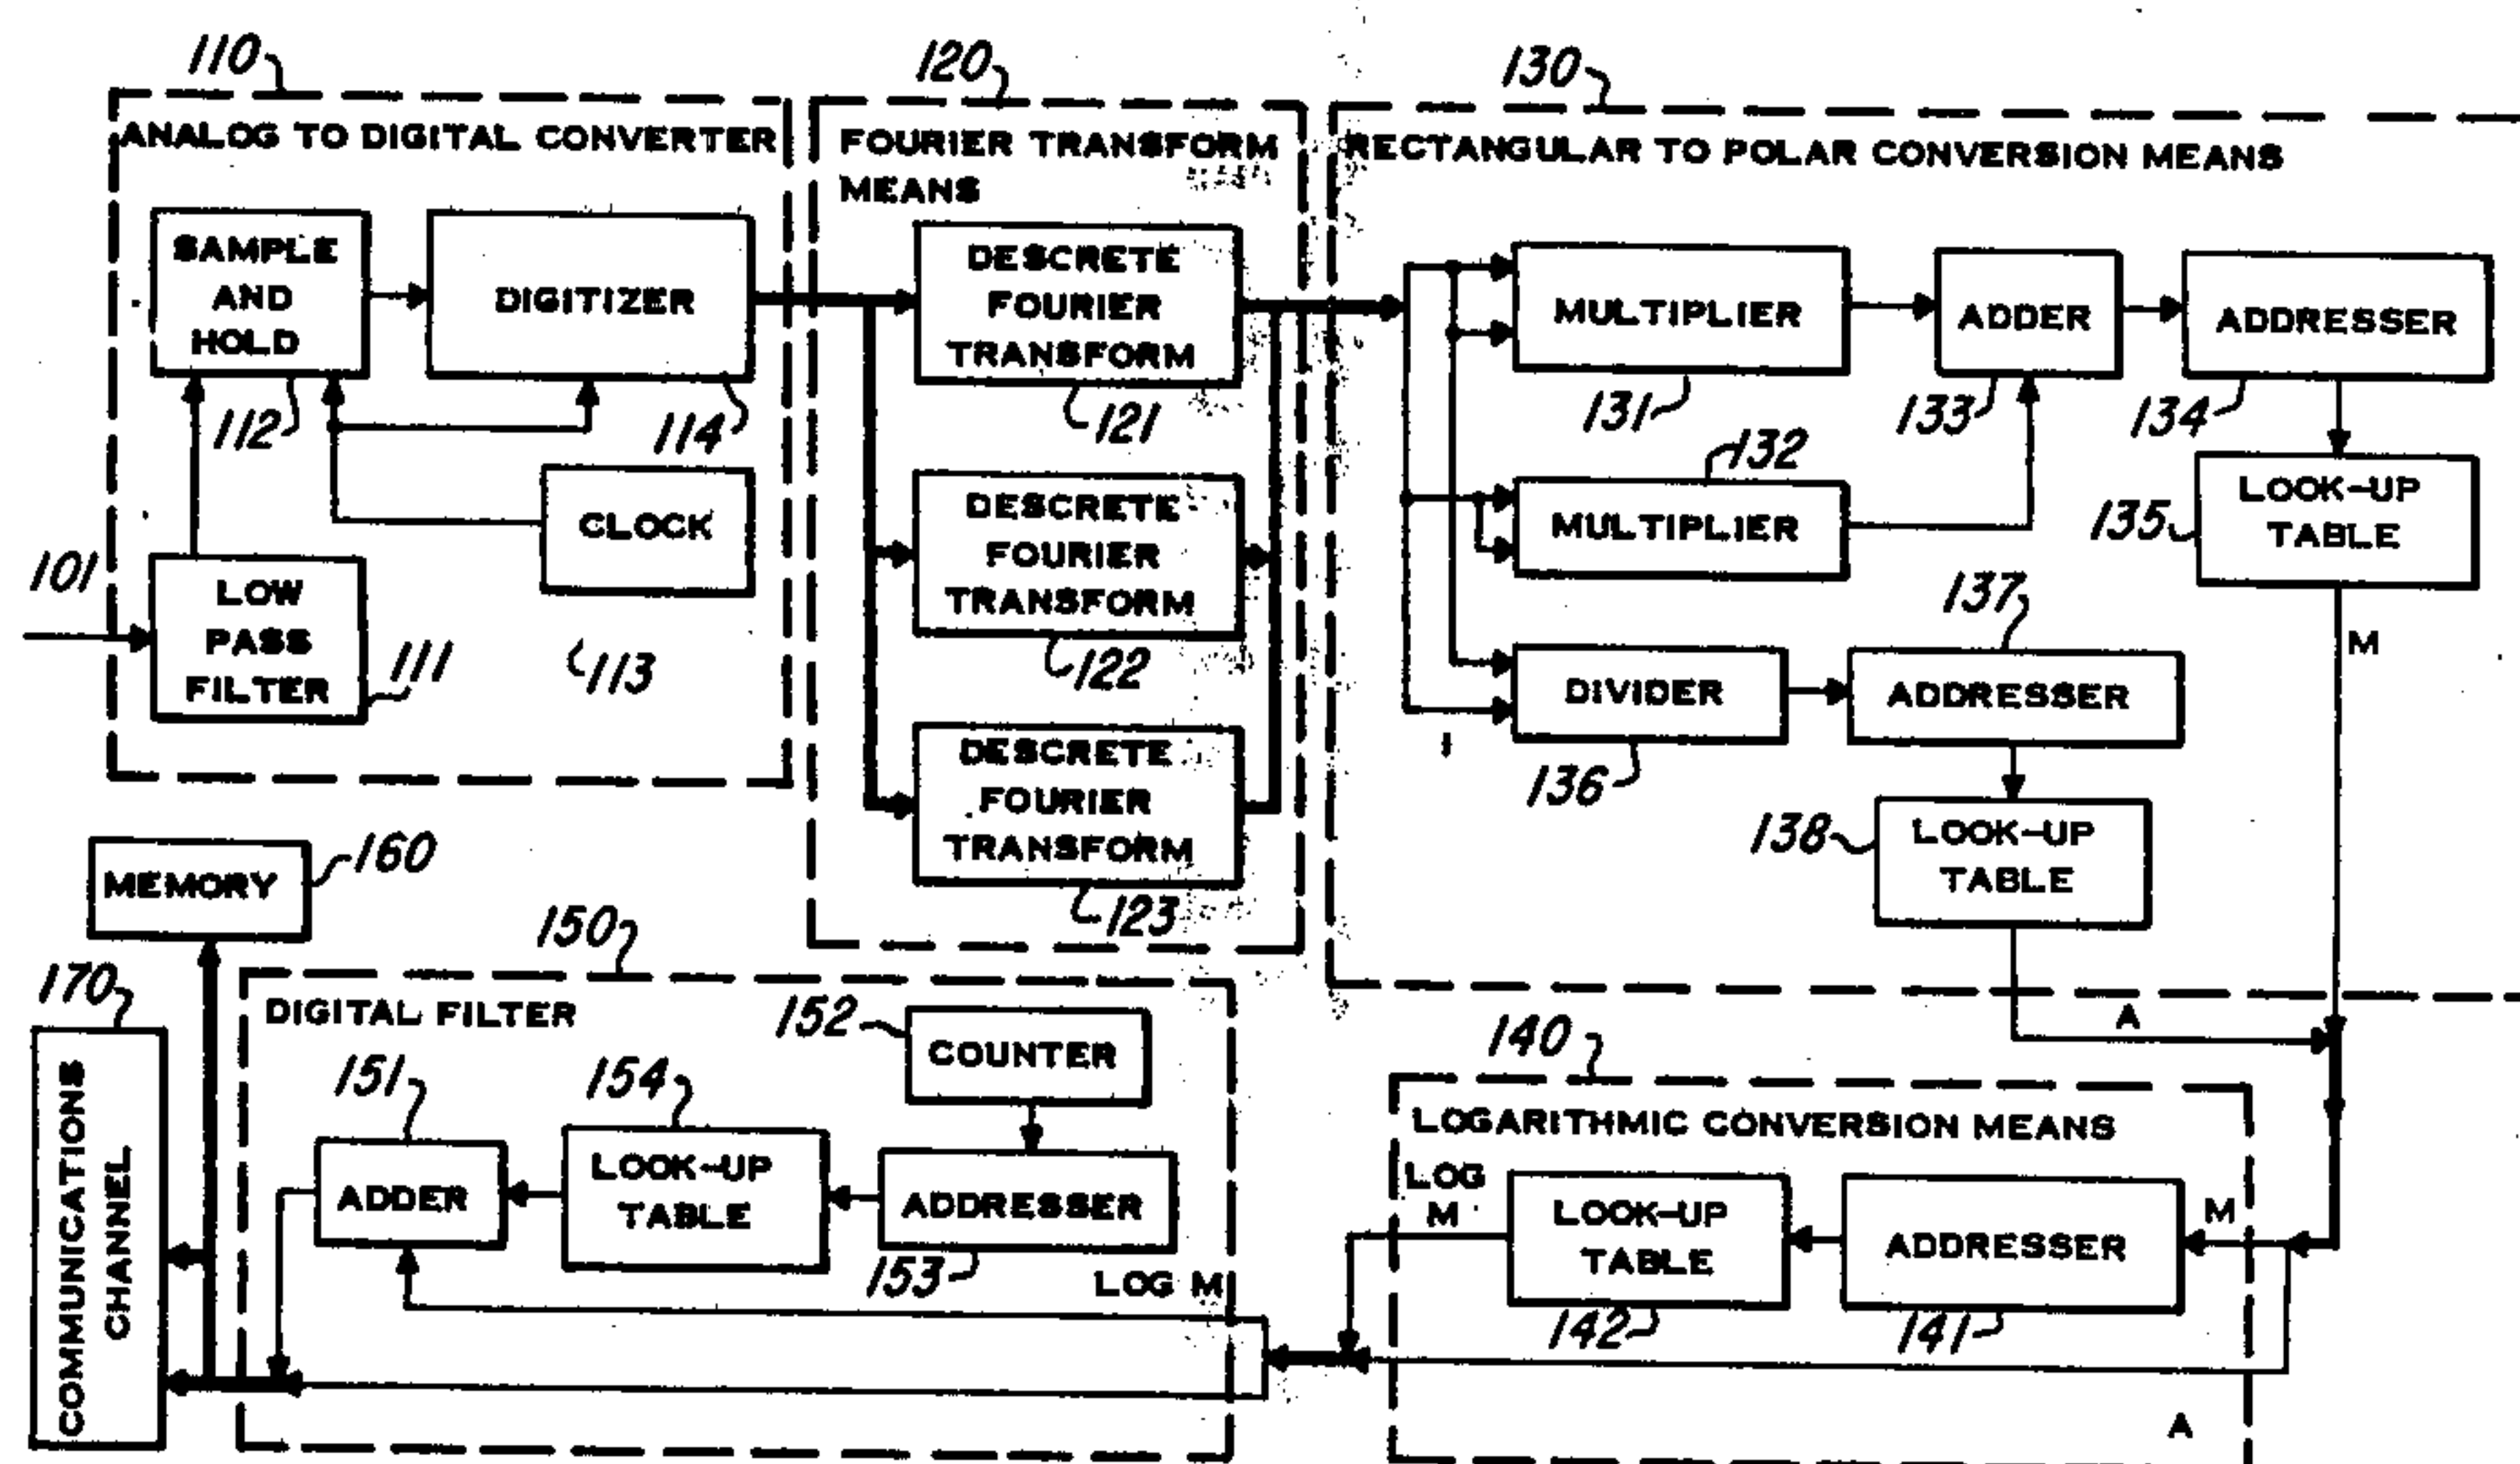 110
120
130
ANALOG TO DIGITAL CONVERTER
FOURIER TRANSFORM
MEANS
RECTANGULAR TO POLAR CONVERSION MEANS
SAMPLE
AND
HOLD
112
DIGITIZER
114
CLOCK
113
101
LOW
PASS
FILTER
111
DESCRETE
FOURIER
TRANSFORM
121
DESCRETE
FOURIER
TRANSFORM
122
DESCRETE
FOURIER
TRANSFORM
123
MULTIPLIER
131
ADDER
133
ADDRESSER
134
132
MULTIPLIER
135
LOOK-UP
TABLE
M
137
DIVIDER
136
ADDRESSER
138
LOOK-UP
TABLE
A
MEMORY
160
170
COMMUNICATIONS
CHANNEL
150
DIGITAL FILTER
152
COUNTER
151
ADDER
154
LOOK-UP
TABLE
ADDRESSER
153
LOG M
140
LOGARITHMIC CONVERSION MEANS
LOG
M
LOOK-UP
TABLE
142
ADDRESSER
141
M
A